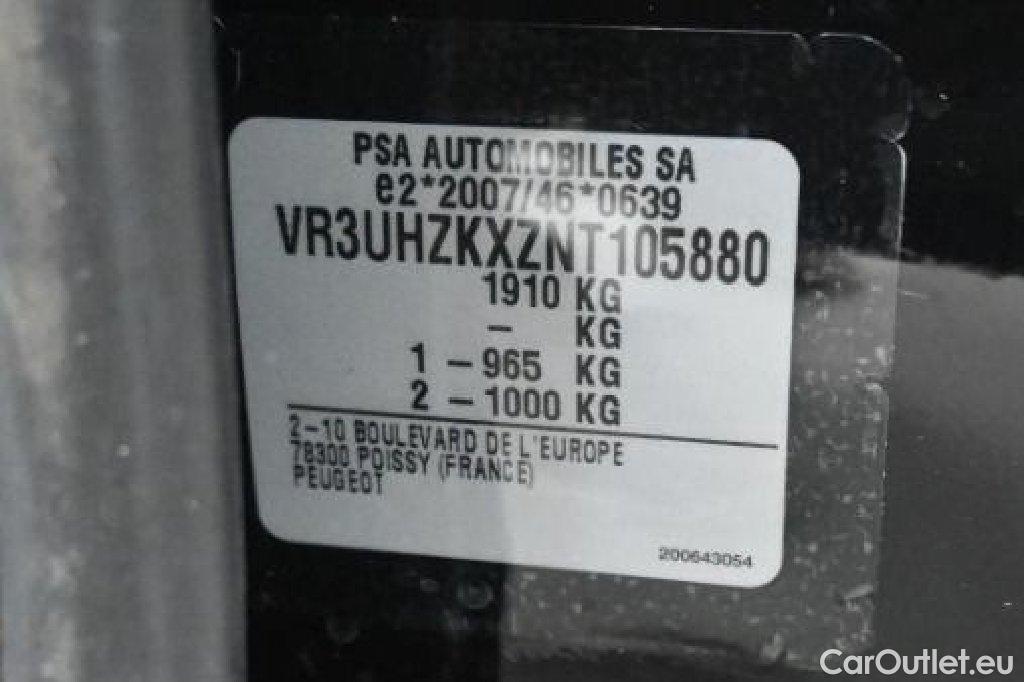 PSA AUTOMOBILES SA
e2*2007/46*0639
VR3UHZKXZNT105880
1910 KG
– KG
1 – 965 KG
2 – 1000 KG
2-10 BOULEVARD DE L'EUROPE
78300 POISSY (FRANCE)
PEUGEOT
200643054
CarOutlet.eu